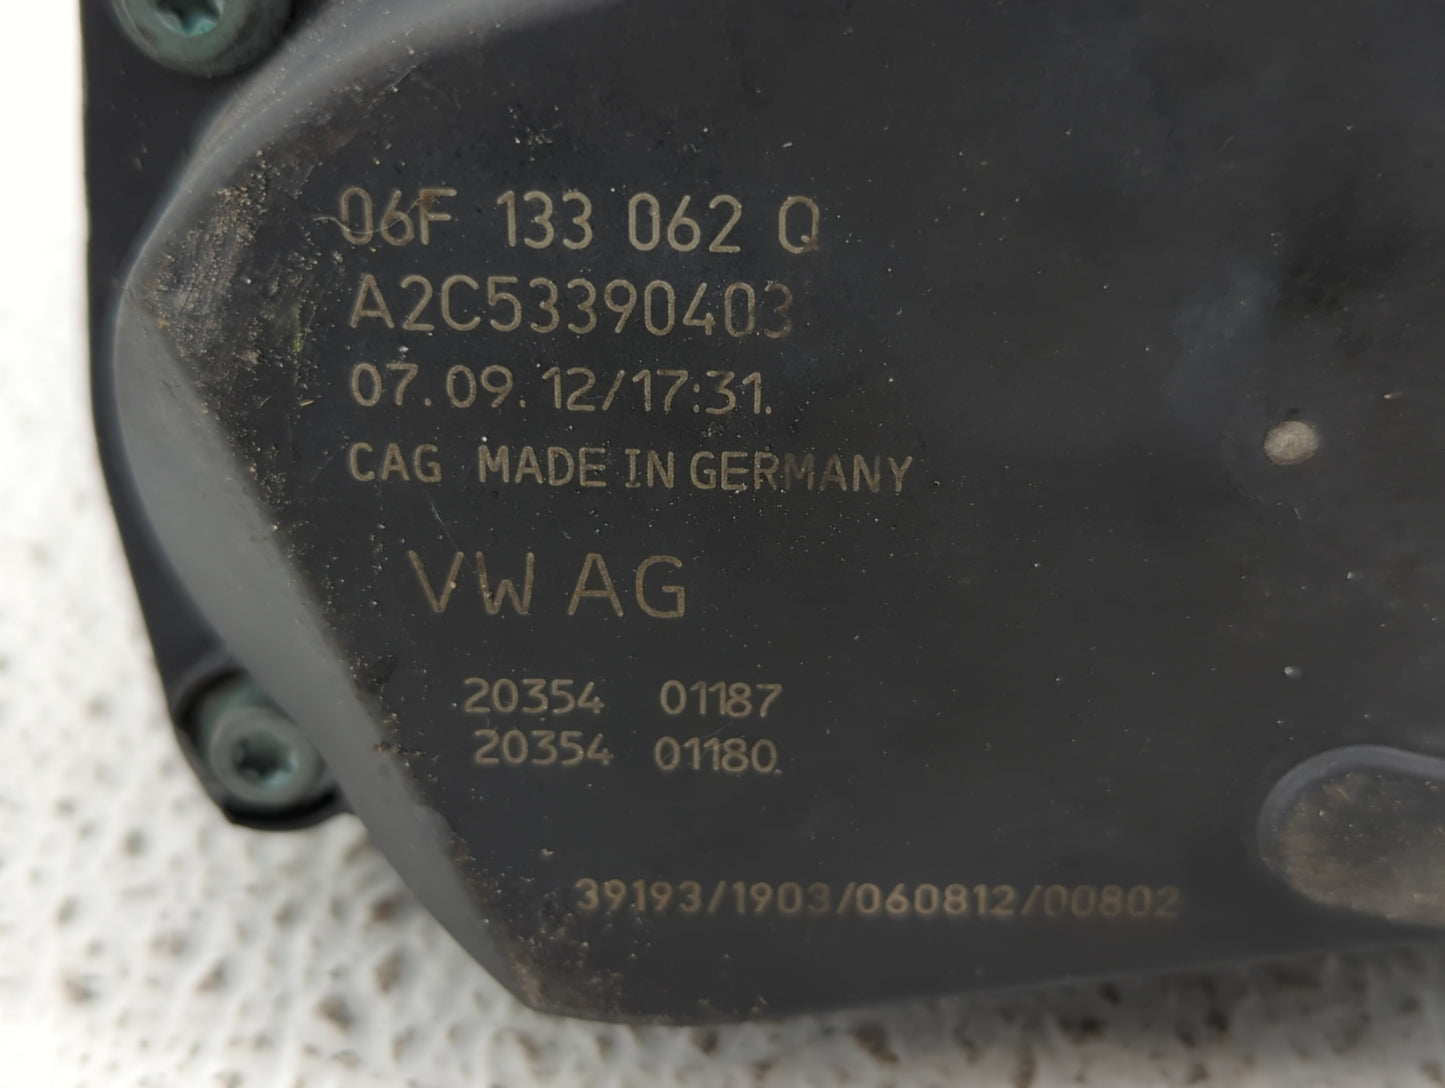 06F 133 062 Q
A2C53390403
07.09.12/17:31.
CAG MADE IN GERMANY
VW AG
20354 01187
20354 01180
39193/1903/060812/00802